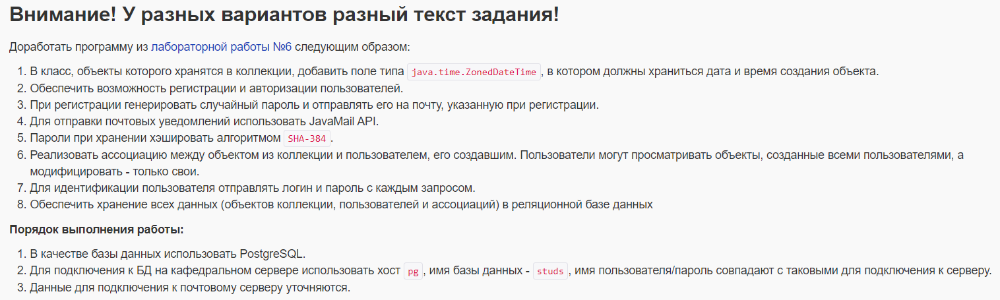 Внимание! У разных вариантов разный текст задания!
Доработать программу из лабораторной работы №6 следующим образом:
1. В класс, объекты которого хранятся в коллекции, добавить поле типа java.time.ZonedDateTime, в котором должны храниться дата и время создания объекта.
2. Обеспечить возможность регистрации и авторизации пользователей.
3. При регистрации генерировать случайный пароль и отправлять его на почту, указанную при регистрации.
4. Для отправки почтовых уведомлений использовать JavaMail API.
5. Пароли при хранении хэшировать алгоритмом SHA-384.
6. Реализовать ассоциацию между объектом из коллекции и пользователем, его создавшим. Пользователи могут просматривать объекты, созданные всеми пользователями, а
модифицировать - только свои.
7. Для идентификации пользователя отправлять логин и пароль с каждым запросом.
8. Обеспечить хранение всех данных (объектов коллекции, пользователей и ассоциаций) в реляционной базе данных
Порядок выполнения работы:
1. В качестве базы данных использовать PostgreSQL.
2. Для подключения к БД на кафедральном сервере использовать хост pg, имя базы данных - studs, имя пользователя/пароль совпадают с таковыми для подключения к серверу.
3. Данные для подключения к почтовому серверу уточняются.